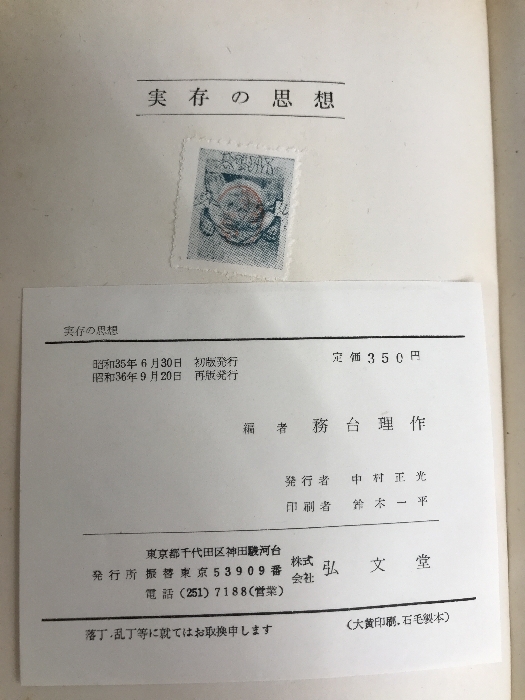 実存の思想
実存の思想
昭和35年6月30日 初版発行
昭和36年9月20日 再版発行
定価350円
編者 務台理作
発行者 中村正光
印刷者 鈴木一平
東京都千代田区神田駿河台
発行所 振替東京53909番 株式会社 弘文堂
電話(251)7188(営業)
落丁・乱丁等に就てはお取換申します
(大黄印刷・石毛製本)